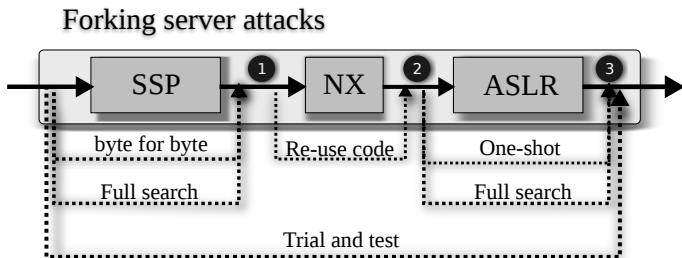 Forking server attacks
SSP
1
NX
2
ASLR
3
byte for byte
Re-use code
One-shot
Full search
Full search
Trial and test